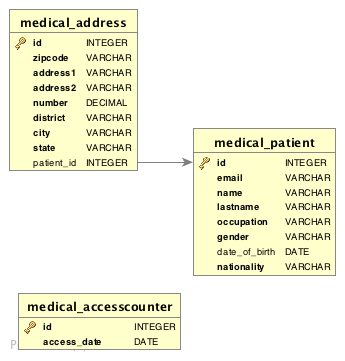 medical_address
id INTEGER
zipcode VARCHAR
address1 VARCHAR
address2 VARCHAR
number DECIMAL
district VARCHAR
city VARCHAR
state VARCHAR
patient_id INTEGER
medical_patient
id INTEGER
email VARCHAR
name VARCHAR
lastname VARCHAR
occupation VARCHAR
gender VARCHAR
date_of_birth DATE
nationality VARCHAR
medical_accesscounter
id INTEGER
access_date DATE